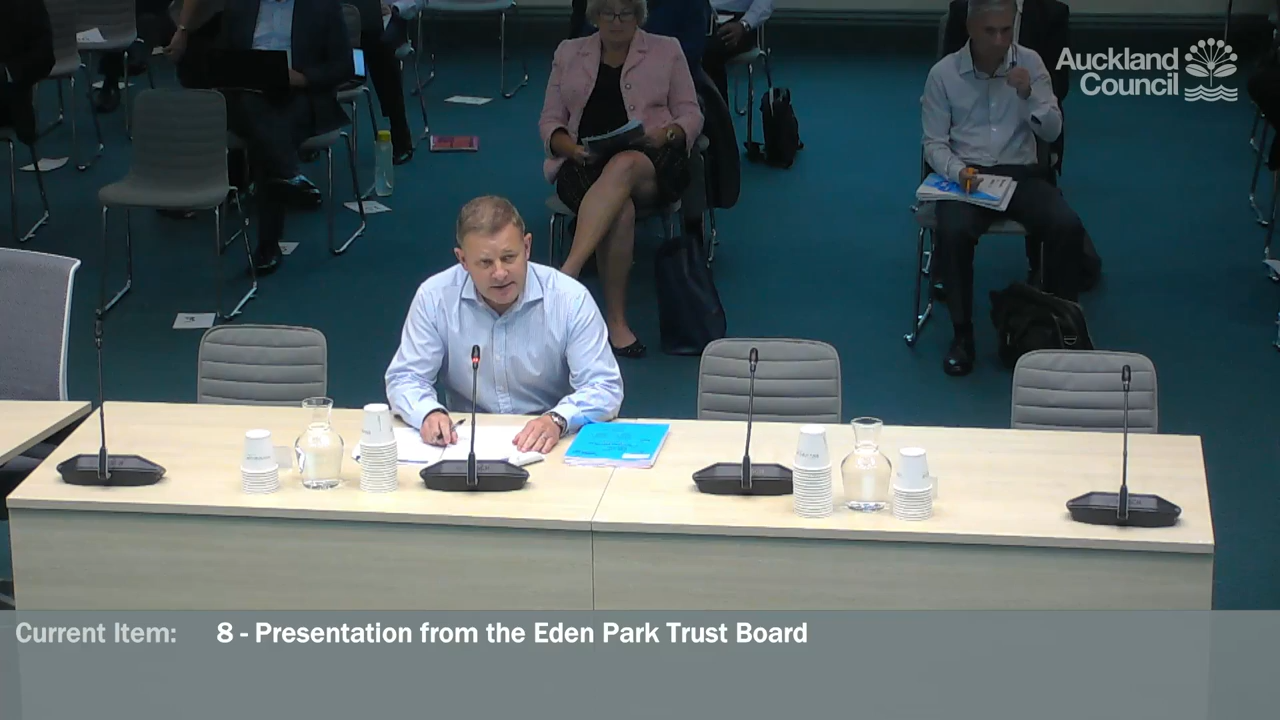 Auckland
Council
Current Item: 8 - Presentation from the Eden Park Trust Board